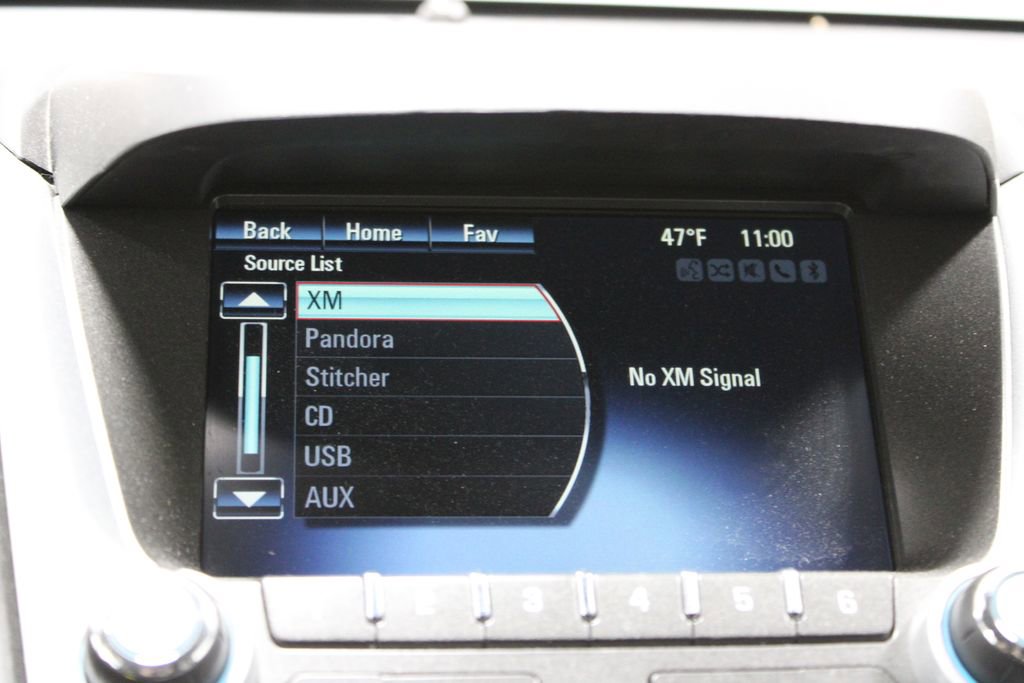 Back Home Fav 47°F 11:00
Source List
XM
Pandora
Stitcher No XM Signal
CD
USB
AUX
1 2 3 4 5 6